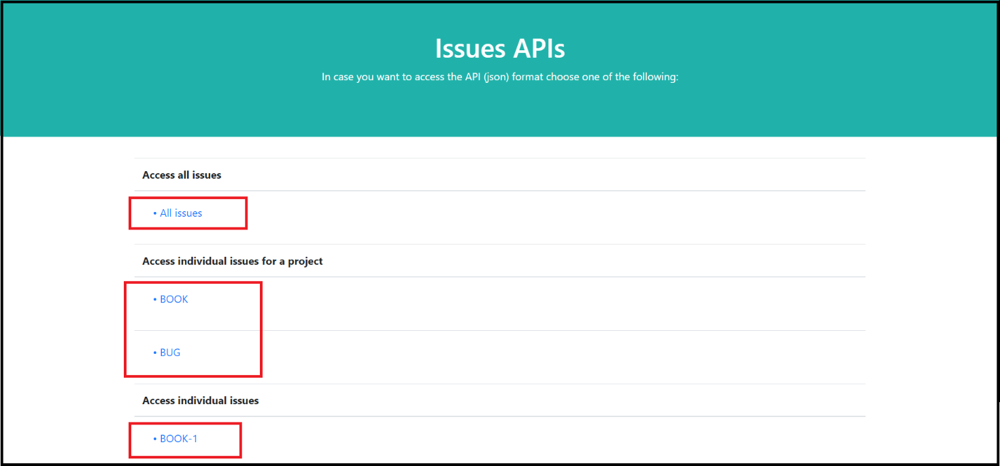 Issues APIs
In case you want to access the API (json) format choose one of the following:
Access all issues
• All issues
Access individual issues for a project
• BOOK
• BUG
Access individual issues
• BOOK-1